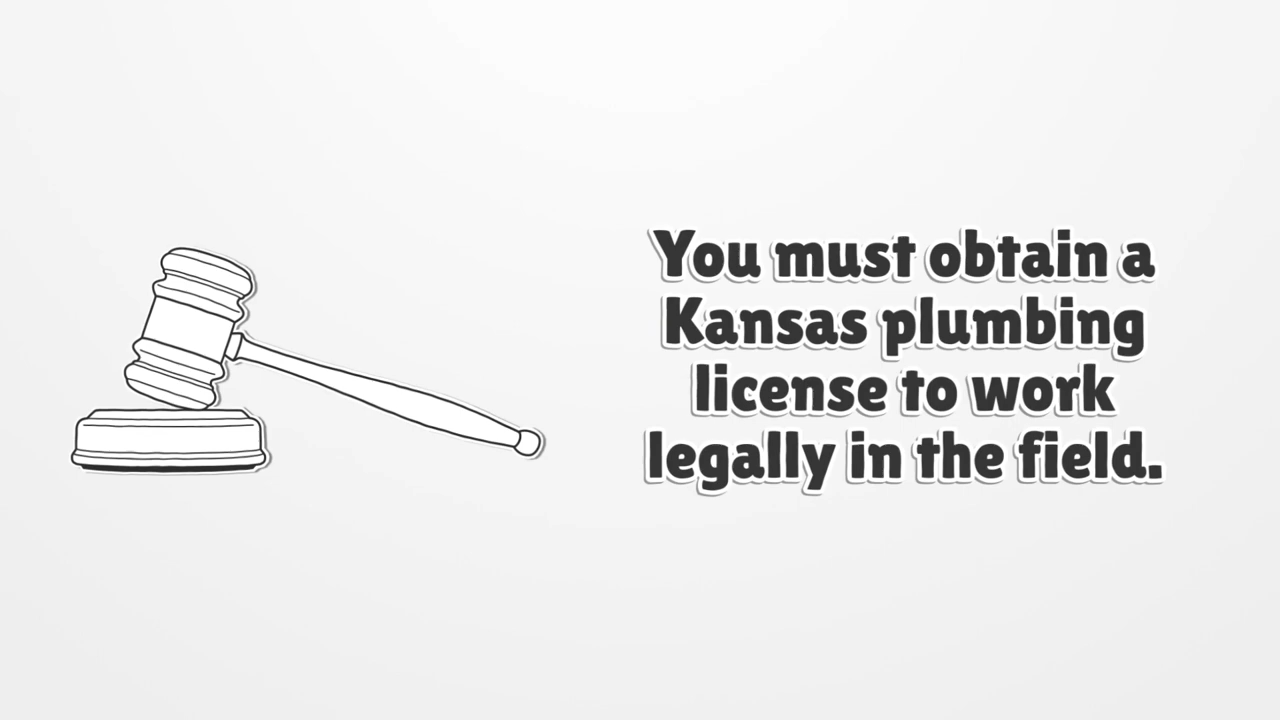 You must obtain a
Kansas plumbing
license to work
legally in the field.